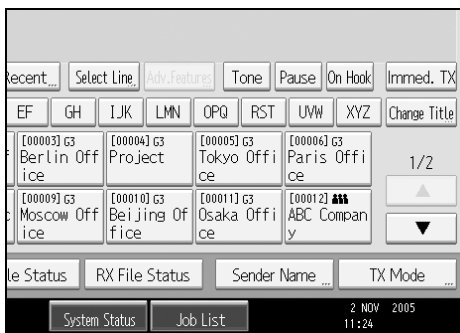 Recent... Select Line... Adv.Features Tone Pause On Hook Immed. TX
EF GH IJK LMN OPQ RST UVW XYZ Change Title
[00003] G3 [00004] G3 [00005] G3 [00006] G3
Berlin Off Project Tokyo Offi Paris Offi
ice ce ce
1/2
[00009] G3 [00010] G3 [00011] G3 [00012]
Moscow Off Beijing Of Osaka Offi ABC Compan
ice fice ce y
le Status RX File Status Sender Name ... TX Mode ...
System Status Job List 2 NOV 2005
11:24